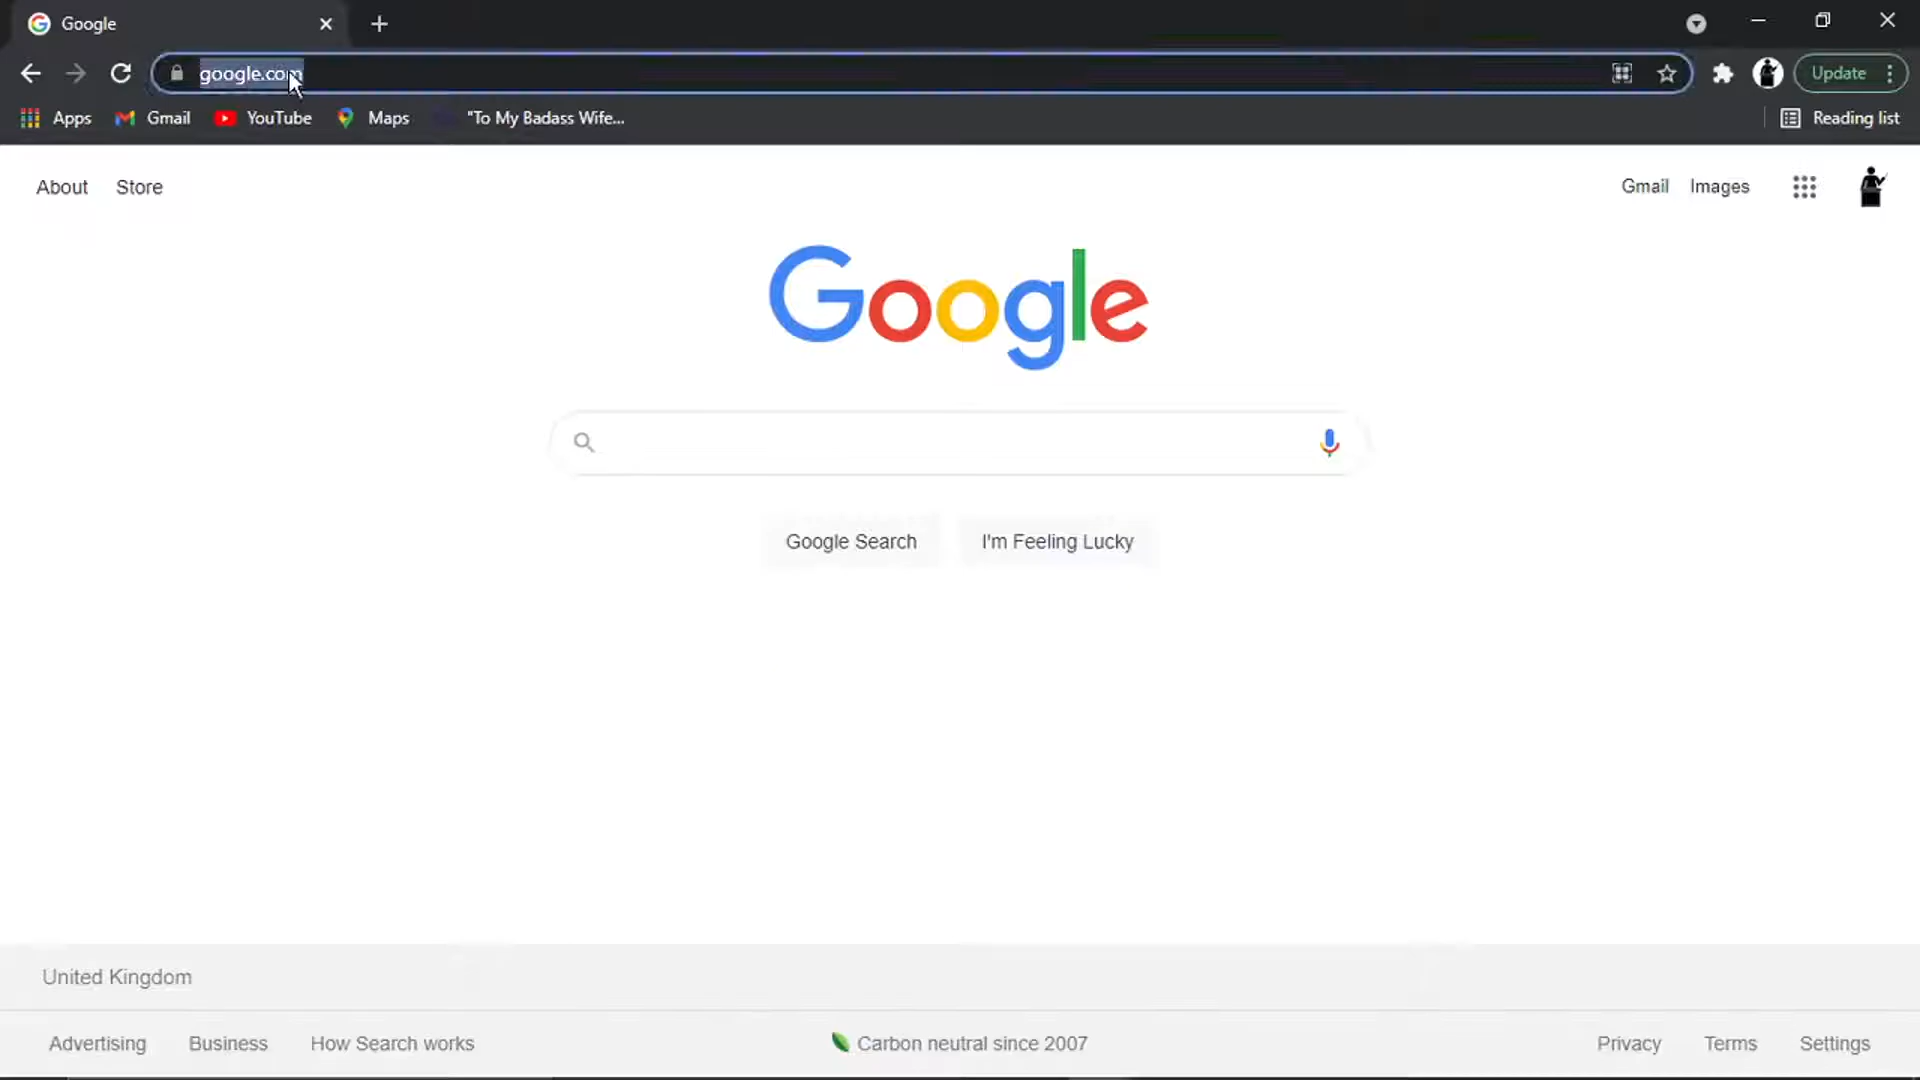 Google
google.com
Update
Apps Gmail YouTube Maps "To My Badass Wife...
Reading list
About Store
Gmail Images
Google
Google Search I'm Feeling Lucky
United Kingdom
Advertising Business How Search works
Carbon neutral since 2007
Privacy Terms Settings